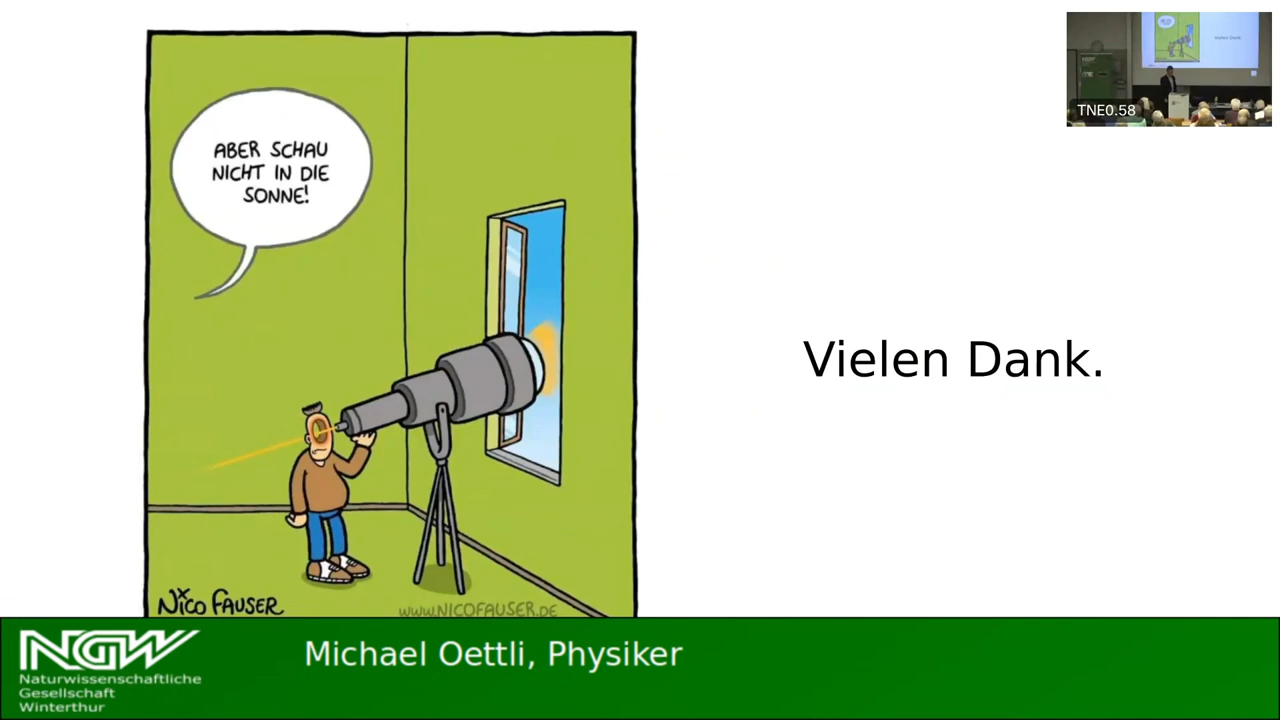 ABER SCHAU
NICHT IN DIE
SONNE!
Vielen Dank.
TNE0.58
NICO FAUSER
www.NICOFAUSER.DE
NGW
Naturwissenschaftliche
Gesellschaft
Winterthur
Michael Oettli, Physiker